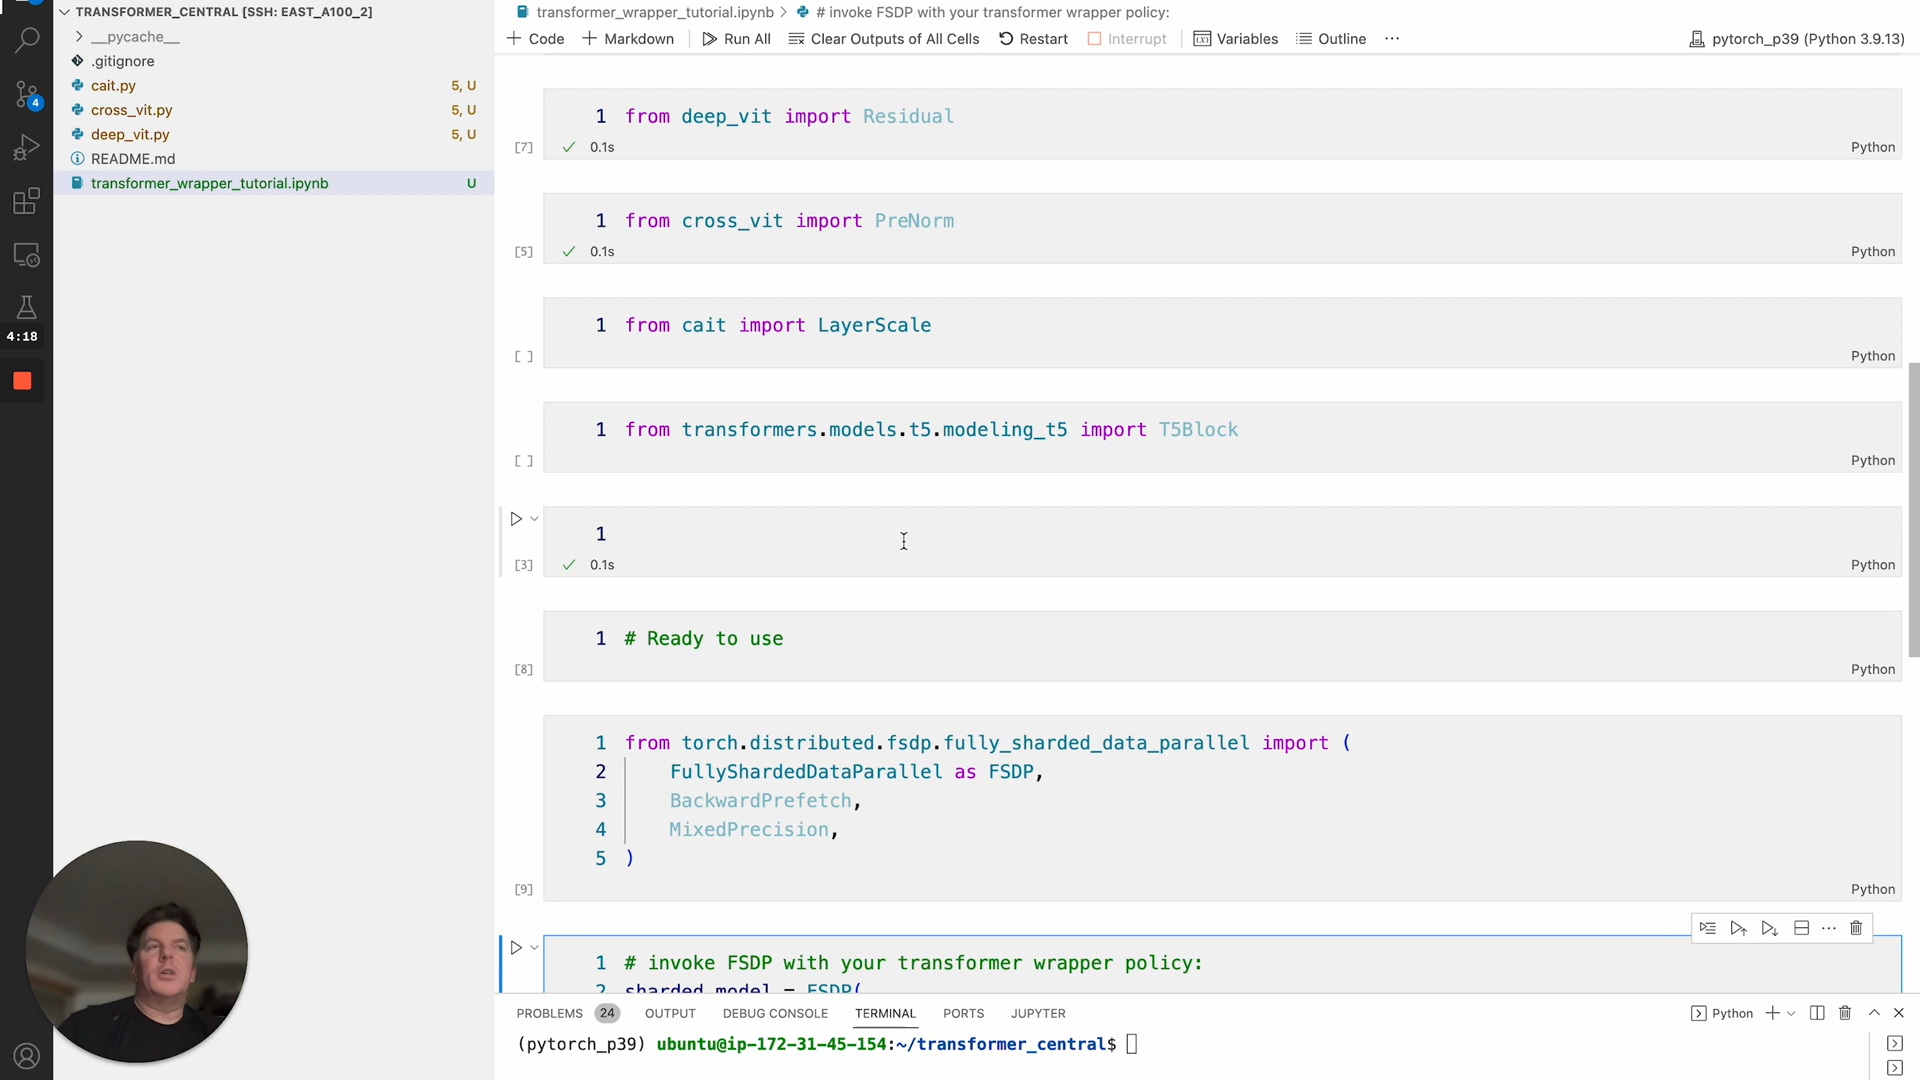 TRANSFORMER_CENTRAL [SSH: EAST_A100_2]
__pycache__
.gitignore
cait.py 5, U
cross_vit.py 5, U
deep_vit.py 5, U
README.md
transformer_wrapper_tutorial.ipynb U
4
4:18
transformer_wrapper_tutorial.ipynb > # invoke FSDP with your transformer wrapper policy:
+ Code + Markdown Run All Clear Outputs of All Cells Restart Interrupt Variables Outline ... pytorch_p39 (Python 3.9.13)
1 from deep_vit import Residual
[7] ✓ 0.1s Python
1 from cross_vit import PreNorm
[5] ✓ 0.1s Python
1 from cait import LayerScale
[ ] Python
1 from transformers.models.t5.modeling_t5 import T5Block
[ ] Python
1
[3] ✓ 0.1s Python
1 # Ready to use
[8] Python
1 from torch.distributed.fsdp.fully_sharded_data_parallel import (
2 FullyShardedDataParallel as FSDP,
3 BackwardPrefetch,
4 MixedPrecision,
5 )
[9] Python
1 # invoke FSDP with your transformer wrapper policy:
2 sharded_model = FSDP(
PROBLEMS 24 OUTPUT DEBUG CONSOLE TERMINAL PORTS JUPYTER Python
(pytorch_p39) ubuntu@ip-172-31-45-154:~/transformer_central$